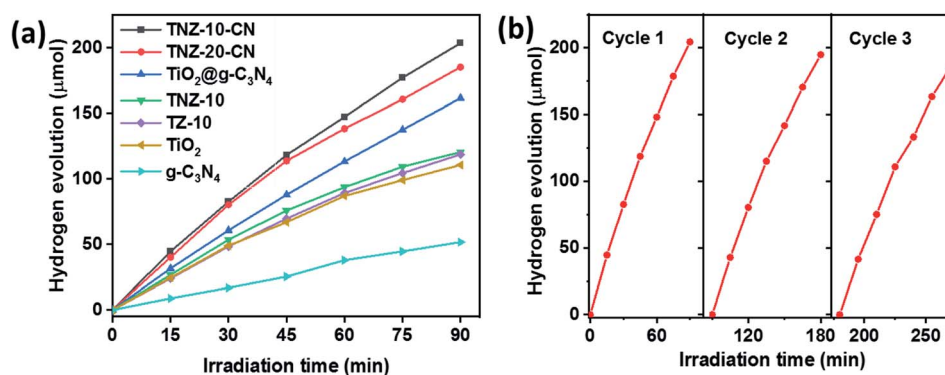 (a)
TNZ-10-CN
TNZ-20-CN
TiO₂@g-C₃N₄
TNZ-10
TZ-10
TiO₂
g-C₃N₄
Hydrogen evolution (μmol)
200
150
100
50
0
0 15 30 45 60 75 90
Irradiation time (min)
(b)
Cycle 1 Cycle 2 Cycle 3
Hydrogen evolution (μmol)
200
150
100
50
0
0 60 120 180 200 250
Irradiation time (min)